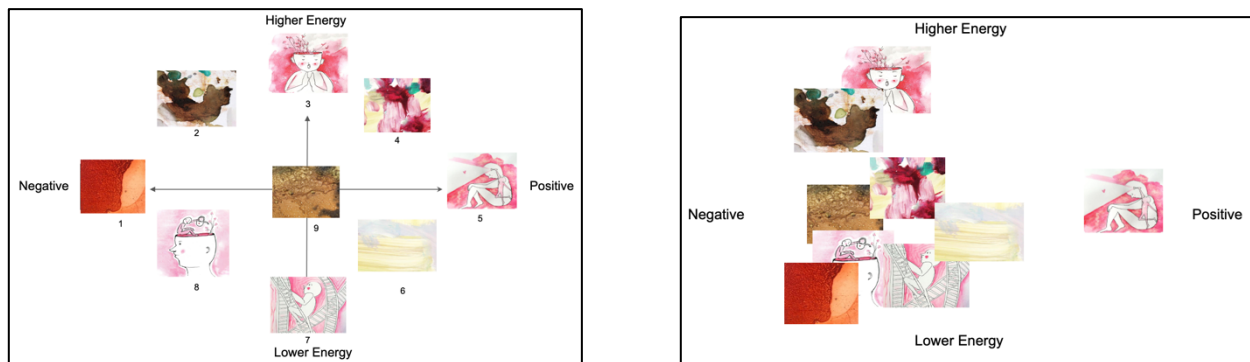 Higher Energy
3
2
4
Negative
Positive
1
5
9
8
6
7
Lower Energy
Higher Energy
Negative
Positive
Lower Energy